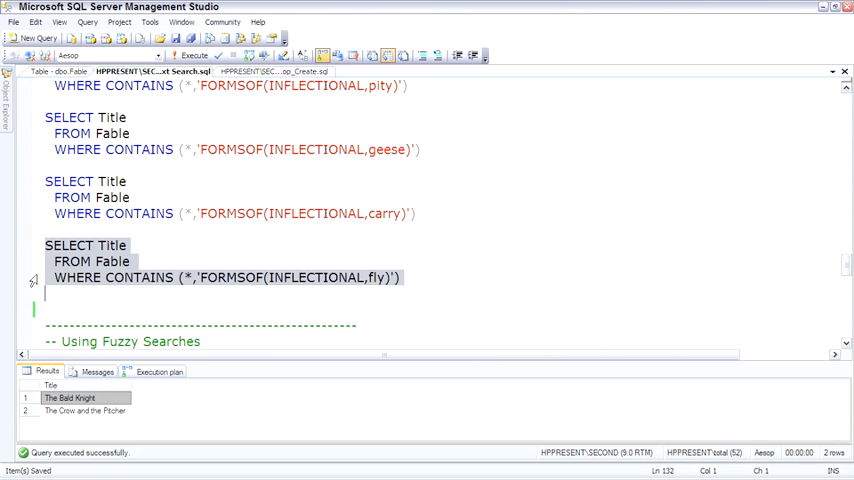 Microsoft SQL Server Management Studio
File Edit View Query Project Tools Window Community Help
New Query
Aesop Execute
Table - dbo.Fable HPPRESENT\SEC...xt Search.sql HPPRESENT\SEC...op_Create.sql
Object Explorer
WHERE CONTAINS (*,'FORMSOF(INFLECTIONAL,pity)')
SELECT Title
FROM Fable
WHERE CONTAINS (*,'FORMSOF(INFLECTIONAL,geese)')
SELECT Title
FROM Fable
WHERE CONTAINS (*,'FORMSOF(INFLECTIONAL,carry)')
SELECT Title
FROM Fable
WHERE CONTAINS (*,'FORMSOF(INFLECTIONAL,fly)')
---------------------------------------------------
-- Using Fuzzy Searches
Results Messages Execution plan
Title
1 The Bald Knight
2 The Crow and the Pitcher
Query executed successfully. HPPRESENT\SECOND (9.0 RTM) HPPRESENT\total (52) Aesop 00:00:00 2 rows
Item(s) Saved Ln 132 Col 1 Ch 1 INS